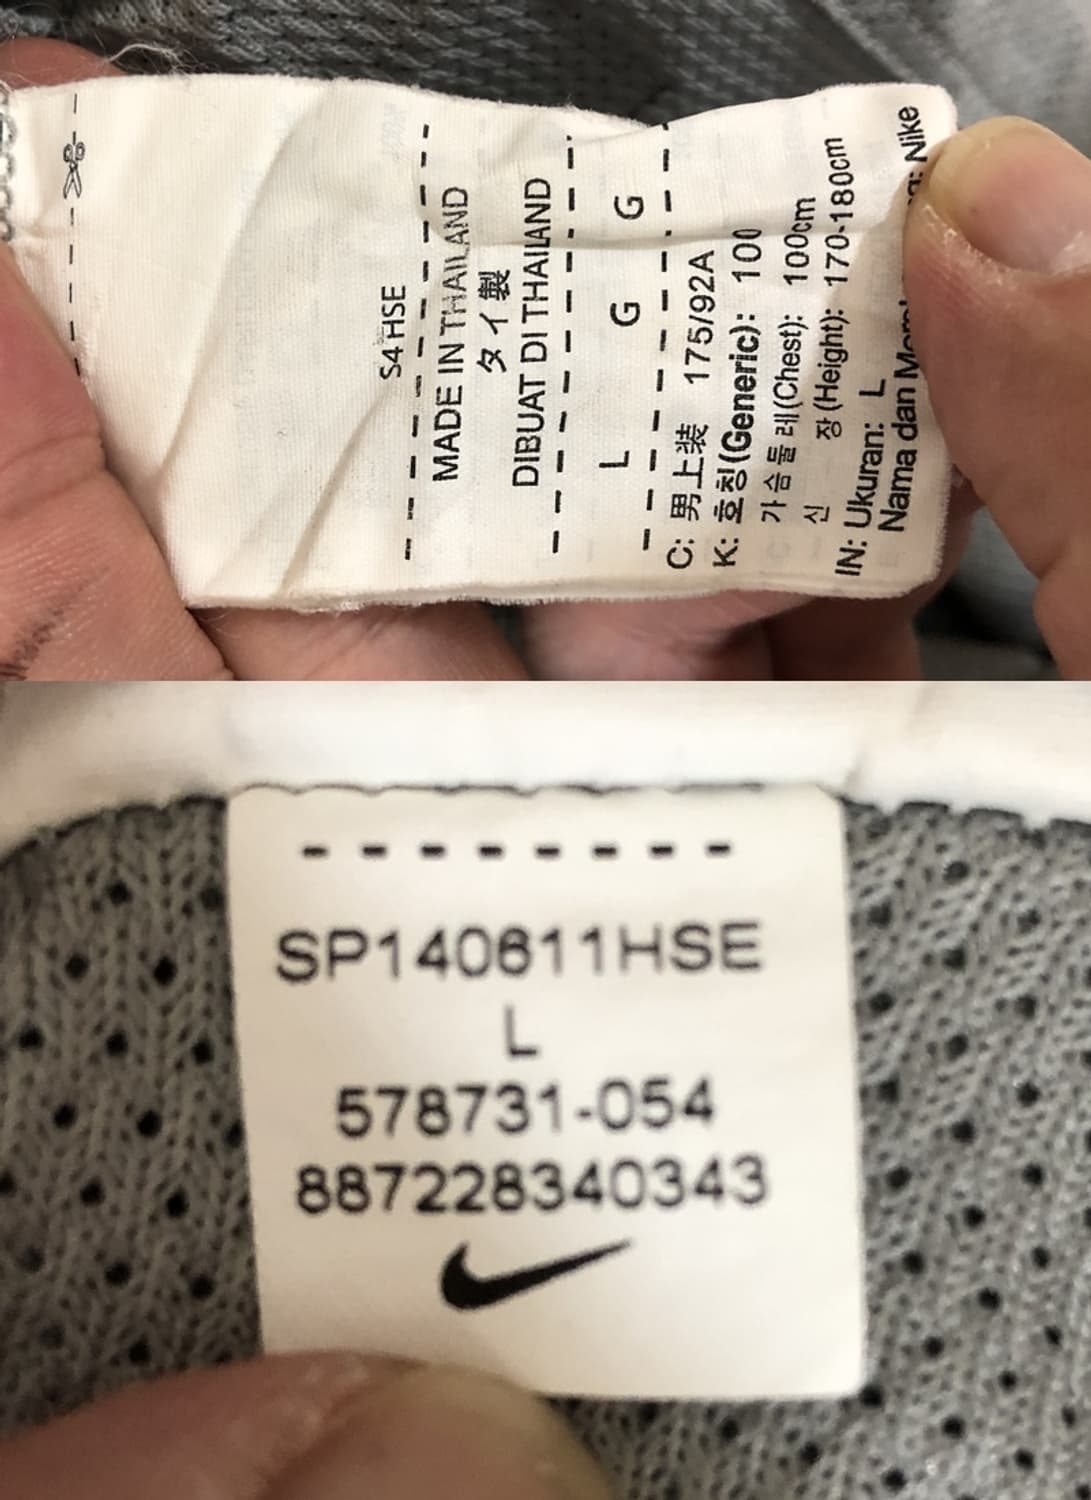 S4 HSE
MADE IN THAILAND
タイ製
DIBUAT DI THAILAND
L G G
C: 男上装 175/92A
K: 호칭(Generic): 100
가슴둘레(Chest): 100cm
신 장(Height): 170-180cm
IN: Ukuran: L
Nama dan Nike
SP140611HSE
L
578731-054
887228340343